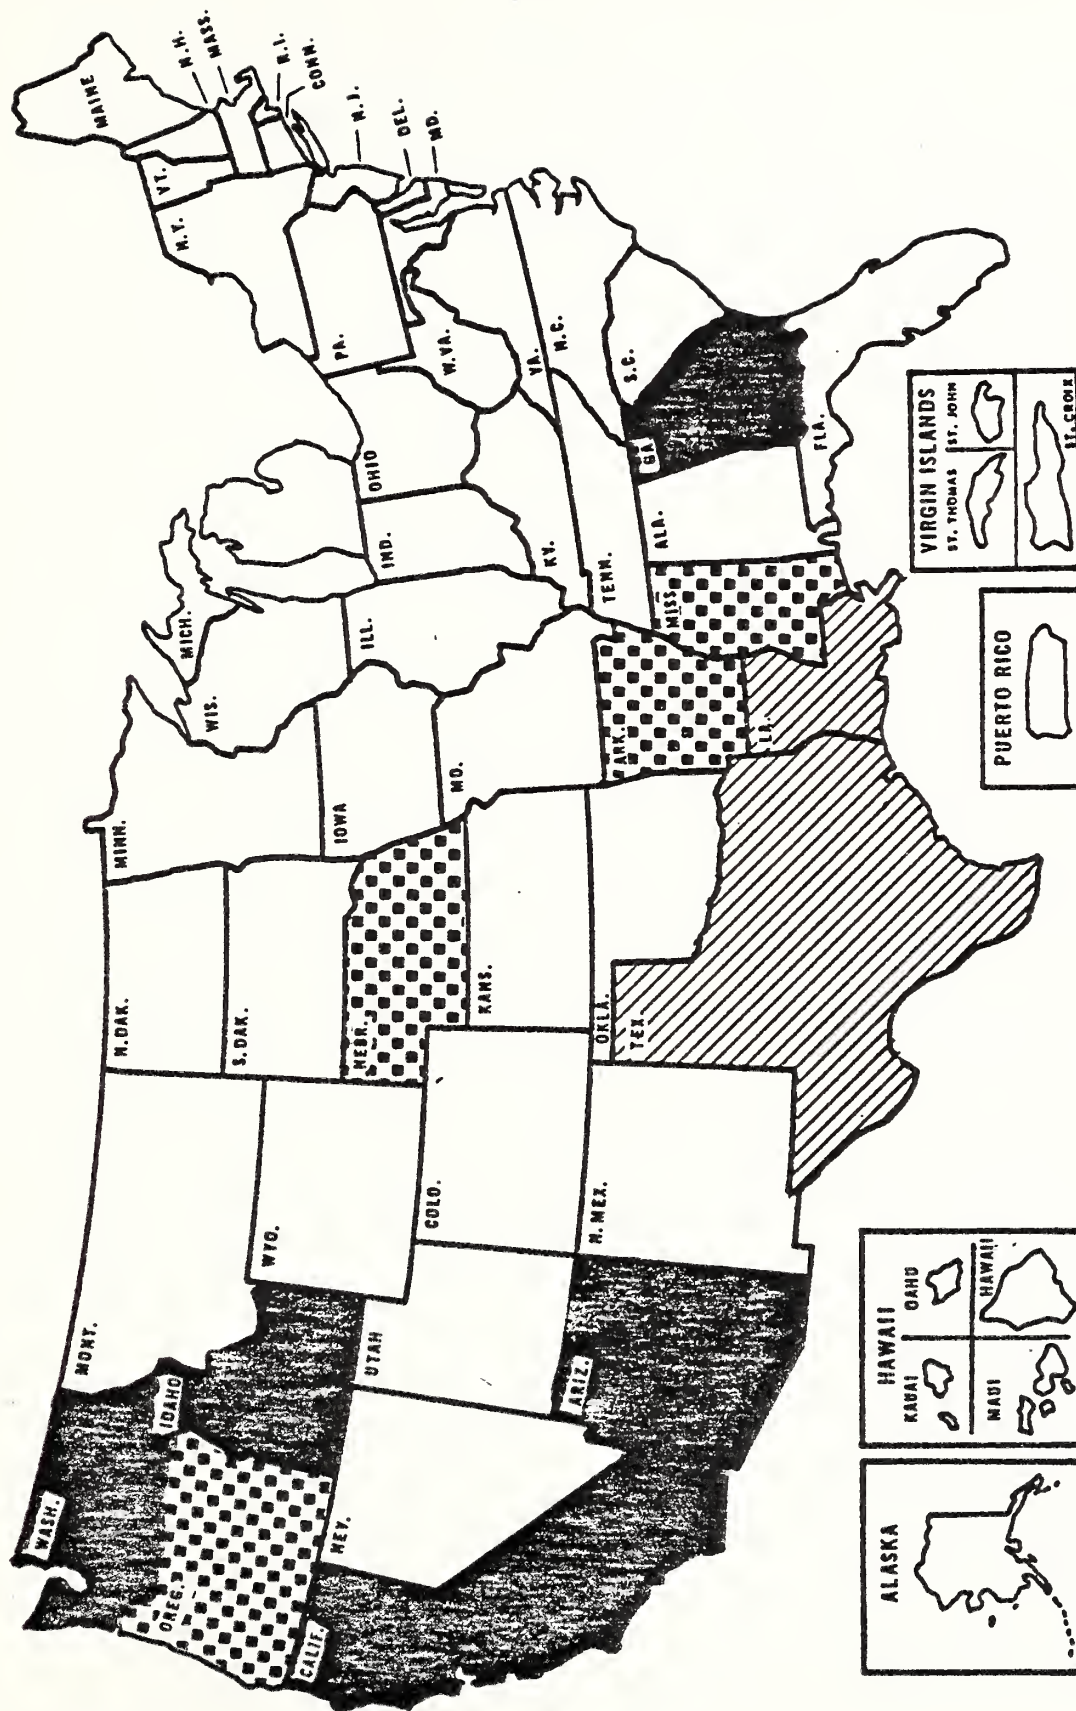 WASH.
MONT.
N.DAK.
MINN.
MICH.
N.Y.
VT.
MAINE
N.H.
MASS.
R.I.
CONN.
N.J.
DEL.
MD.
OREG.
IDAHO
WYO.
S.DAK.
WIS.
PA.
IOWA
NEBR.
ILL.
IND.
OHIO
W.VA.
VA.
CALIF.
NEV.
UTAH
COLO.
KANS.
MO.
KY.
N.C.
TENN.
S.C.
ARIZ.
N.MEX.
OKLA.
TEX.
ARK.
LA.
MISS.
ALA.
GA
FLA.
ALASKA
HAWAII
KAUAI
OAHU
MAUI
HAWAII
PUERTO RICO
VIRGIN ISLANDS
ST. THOMAS
ST. JOHN
ST. CROIX